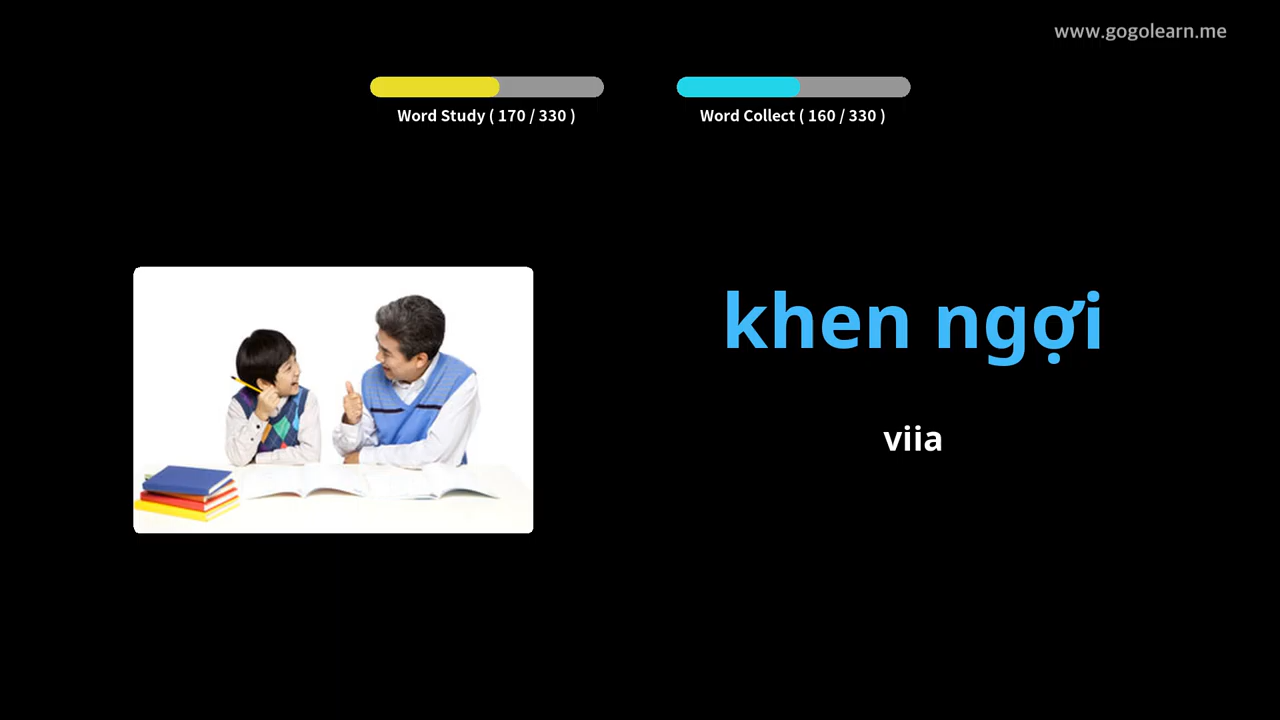 www.gogolearn.me
Word Study ( 170 / 330 )
Word Collect ( 160 / 330 )
khen ngợi
viia